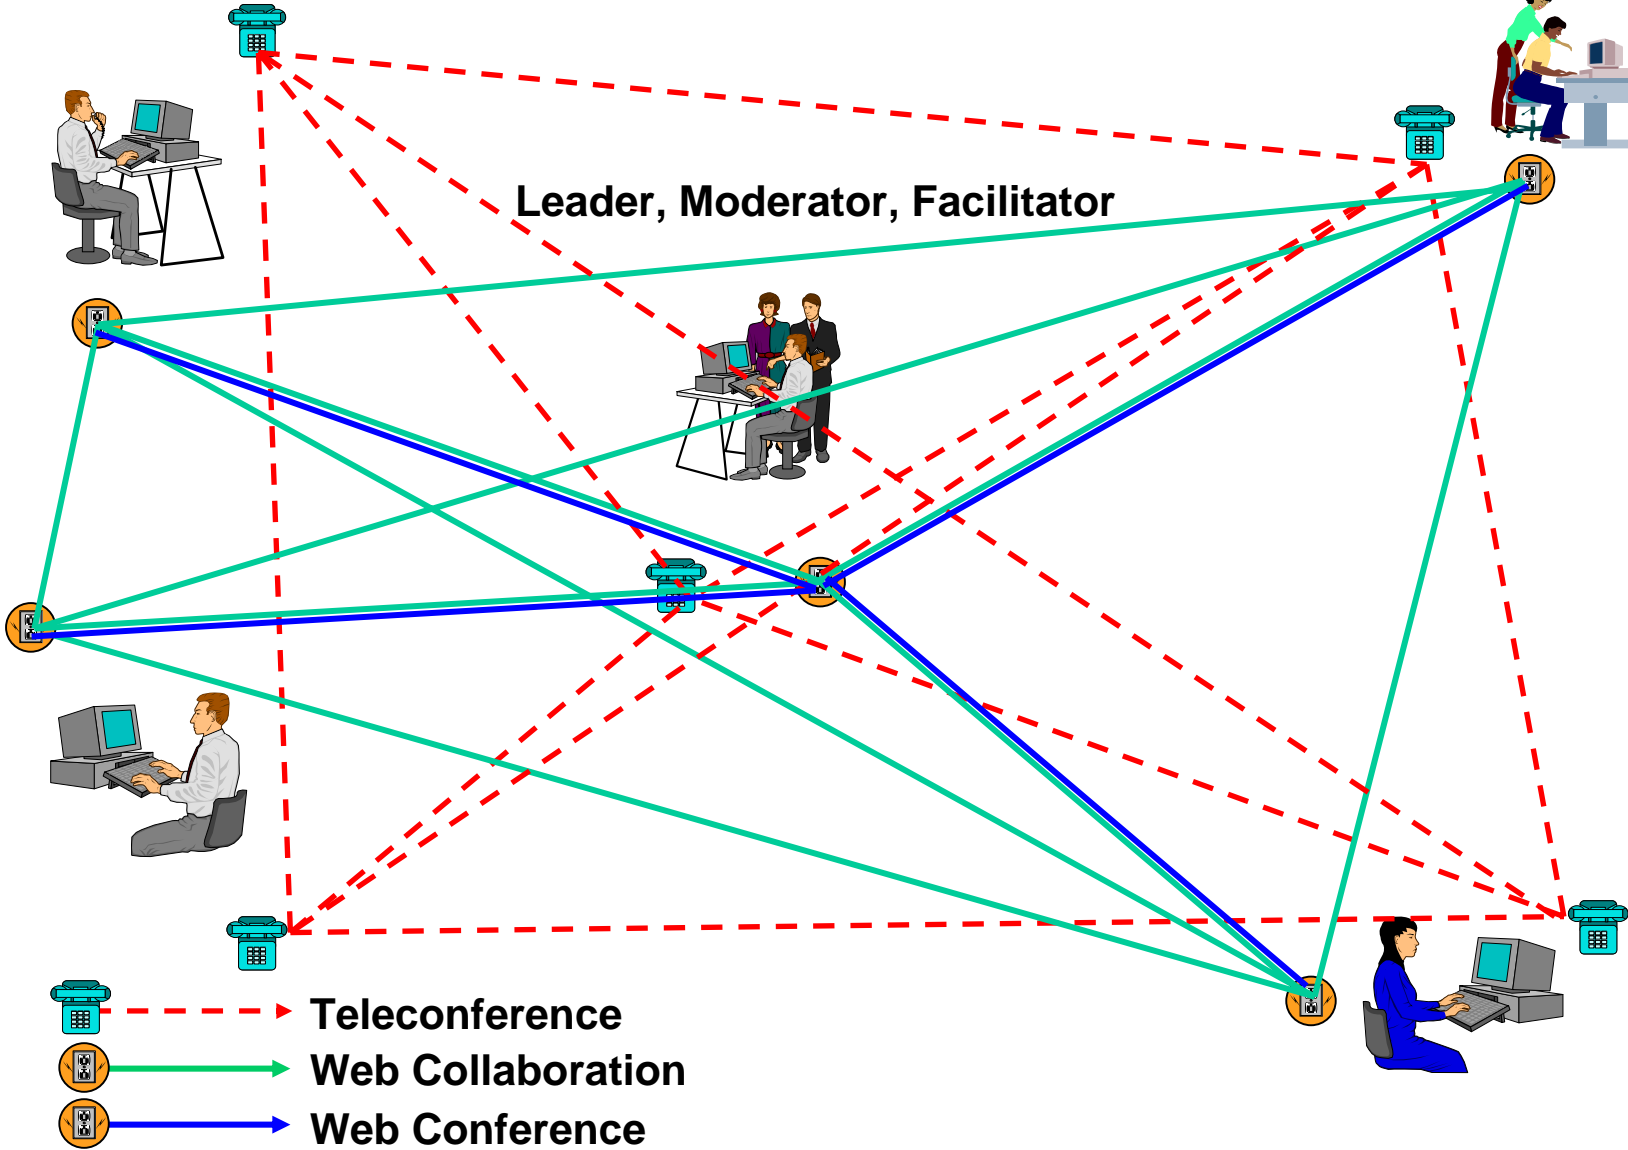 Leader, Moderator, Facilitator
Teleconference
Web Collaboration
Web Conference